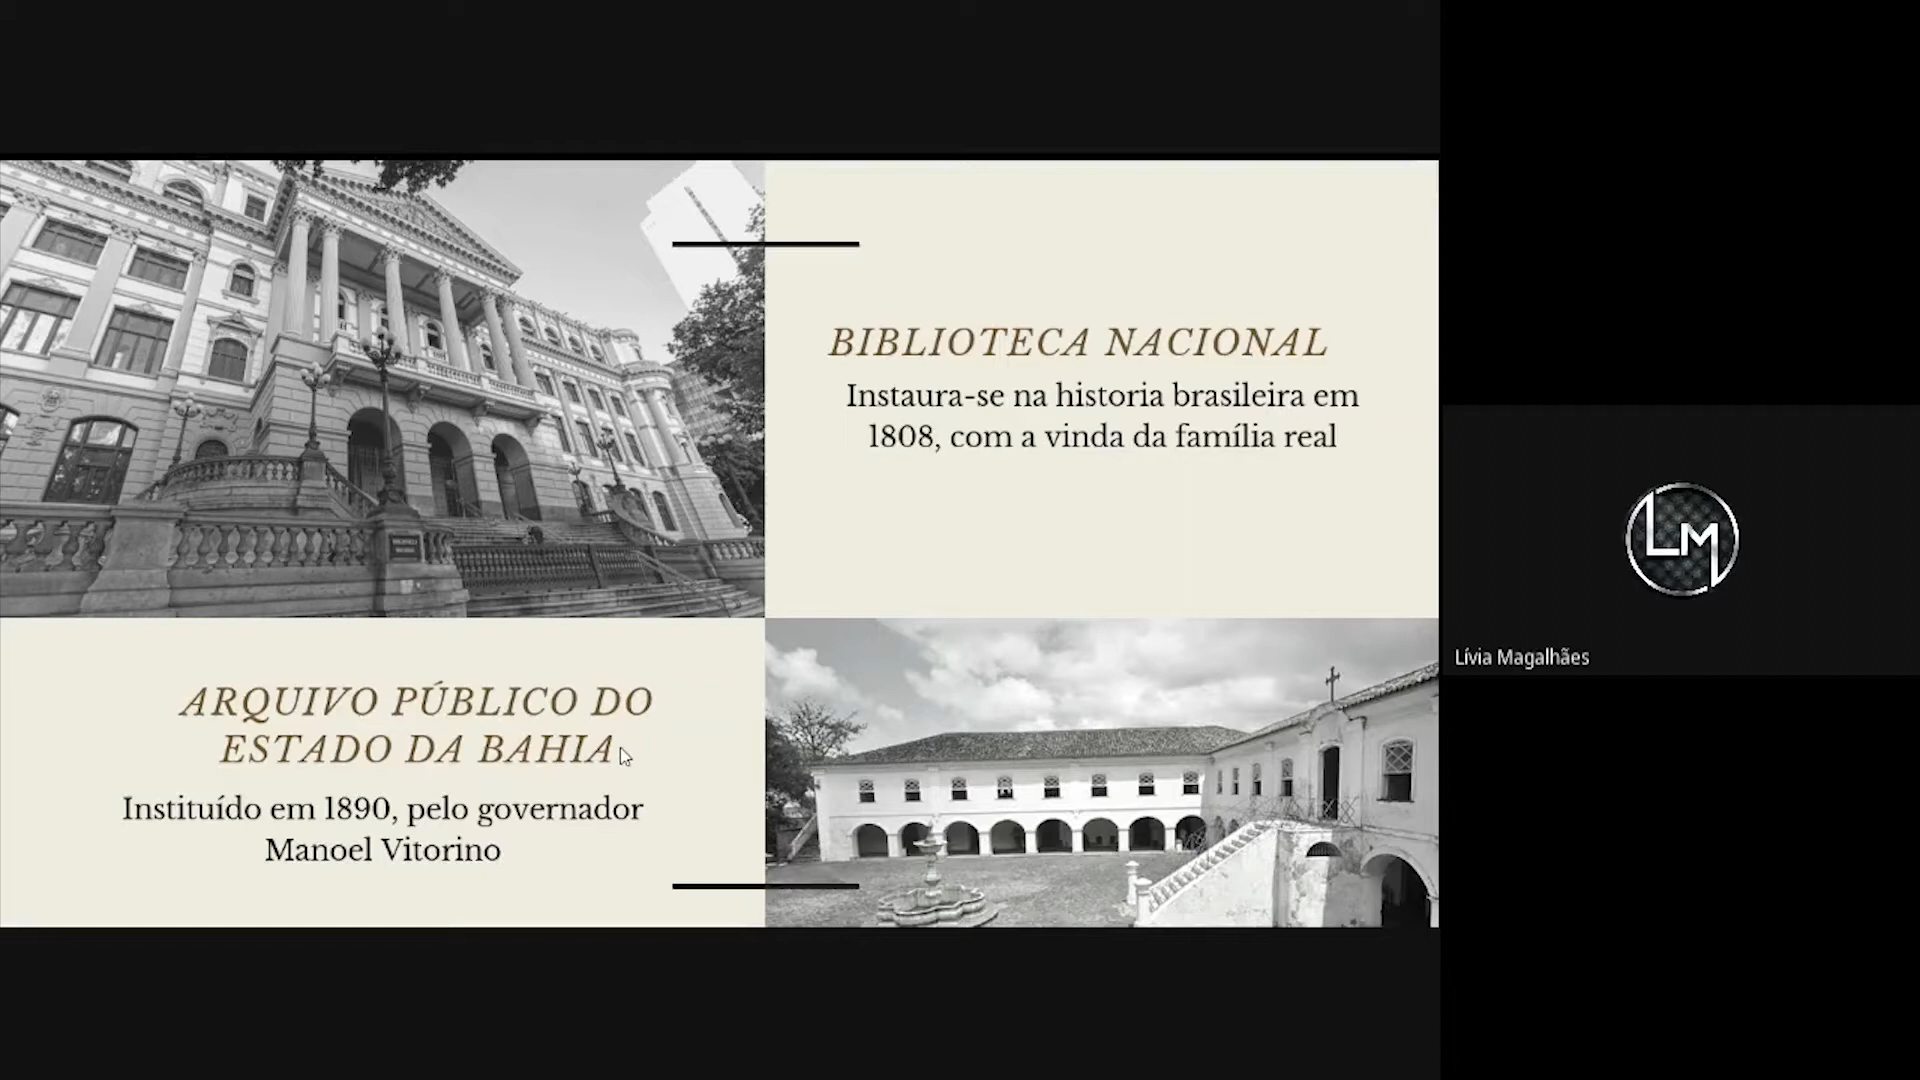 BIBLIOTECA NACIONAL
Instaura-se na historia brasileira em
1808, com a vinda da família real
ARQUIVO PÚBLICO DO
ESTADO DA BAHIA
Instituído em 1890, pelo governador
Manoel Vitorino
LM
Lívia Magalhães